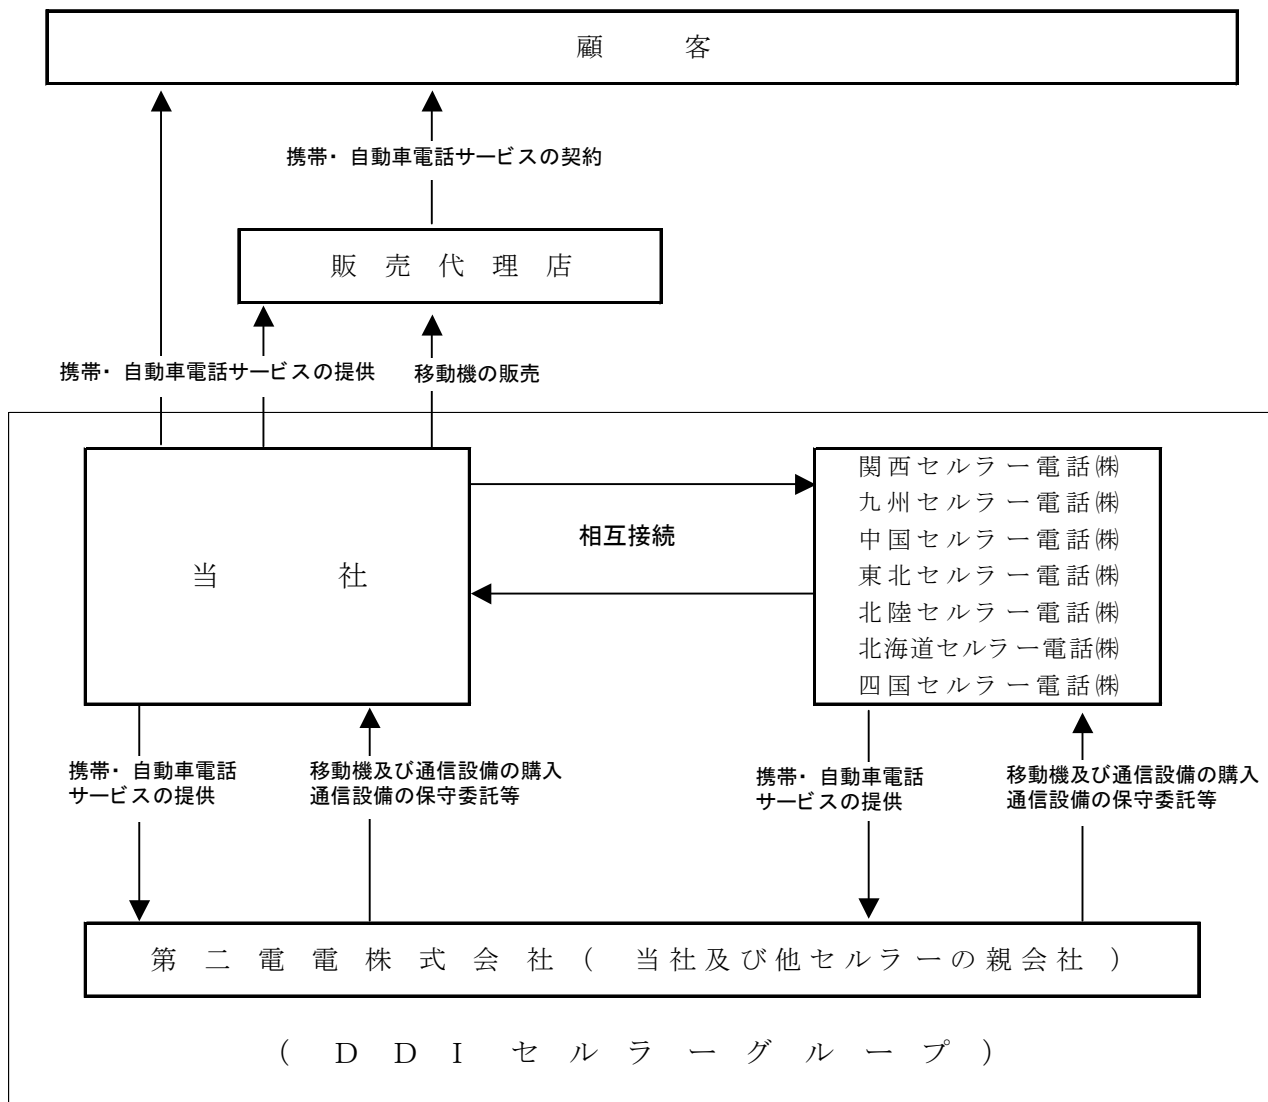 顧客
携帯・自動車電話サービスの契約
販売代理店
携帯・自動車電話サービスの提供
移動機の販売
当社
相互接続
関西セルラー電話㈱
九州セルラー電話㈱
中国セルラー電話㈱
東北セルラー電話㈱
北陸セルラー電話㈱
北海道セルラー電話㈱
四国セルラー電話㈱
携帯・自動車電話
サービスの提供
移動機及び通信設備の購入
通信設備の保守委託等
携帯・自動車電話
サービスの提供
移動機及び通信設備の購入
通信設備の保守委託等
第二電電株式会社（当社及び他セルラーの親会社）
（ＤＤＩセルラーグループ）